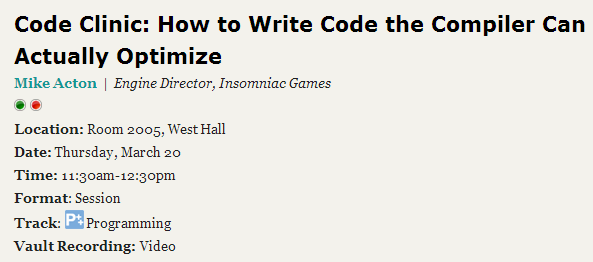 Code Clinic: How to Write Code the Compiler Can
Actually Optimize
Mike Acton | Engine Director, Insomniac Games
Location: Room 2005, West Hall
Date: Thursday, March 20
Time: 11:30am-12:30pm
Format: Session
Track: P+ Programming
Vault Recording: Video